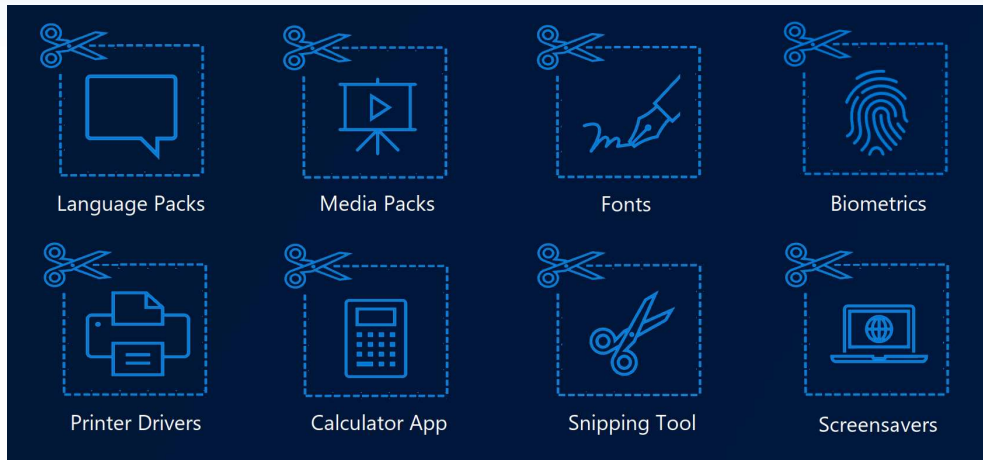 Language Packs
Media Packs
Fonts
Biometrics
Printer Drivers
Calculator App
Snipping Tool
Screensavers